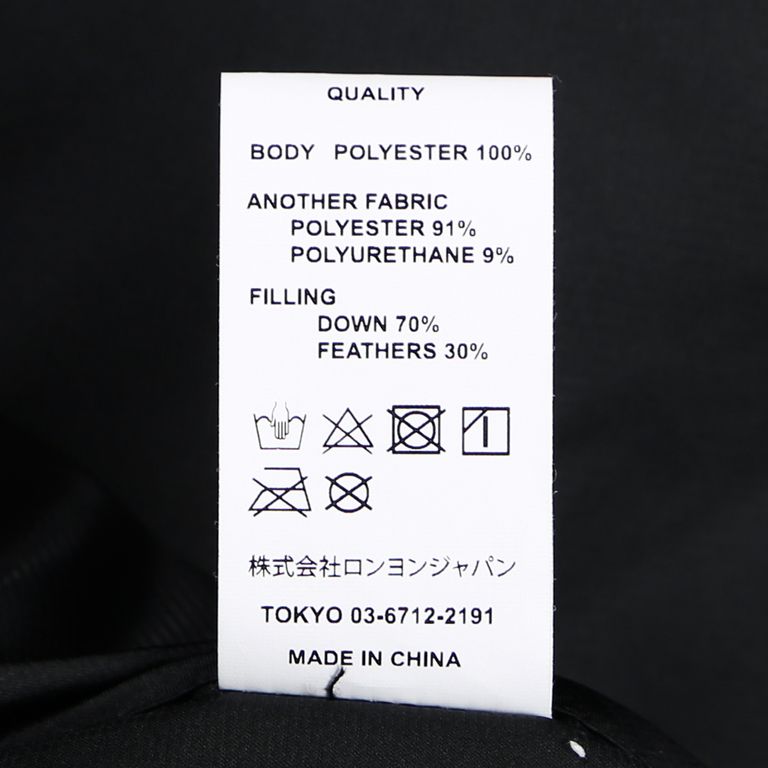 QUALITY
BODY POLYESTER 100%
ANOTHER FABRIC
POLYESTER 91%
POLYURETHANE 9%
FILLING
DOWN 70%
FEATHERS 30%
株式会社ロンヨンジャパン
TOKYO 03-6712-2191
MADE IN CHINA